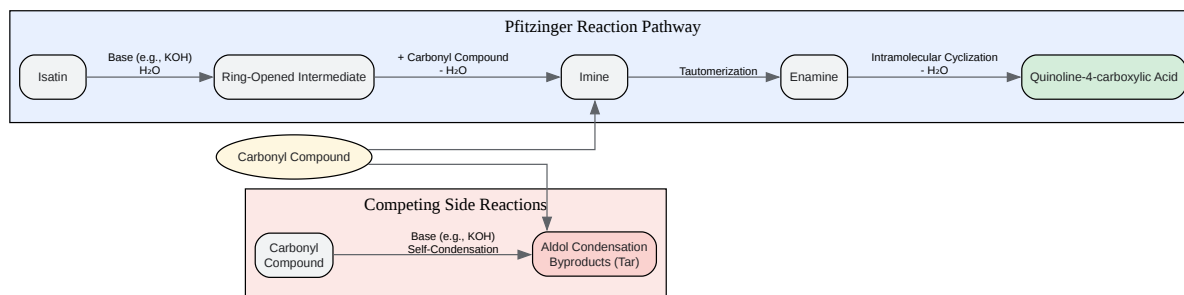 Pfitzinger Reaction Pathway
Isatin
Base (e.g., KOH)
H₂O
Ring-Opened Intermediate
+ Carbonyl Compound
- H₂O
Imine
Tautomerization
Enamine
Intramolecular Cyclization
- H₂O
Quinoline-4-carboxylic Acid
Carbonyl Compound
Competing Side Reactions
Carbonyl
Compound
Base (e.g., KOH)
Self-Condensation
Aldol Condensation
Byproducts (Tar)